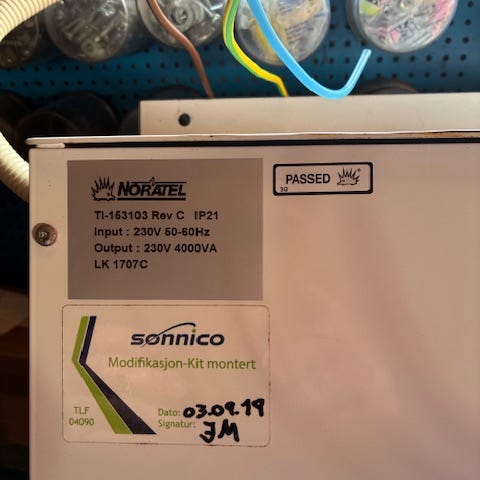 NORATEL
TI-153103 Rev C IP21
Input : 230V 50-60Hz
Output : 230V 4000VA
LK 1707C
PASSED
3G
sonnico
Modifikasjon-Kit montert
TLF
04090
Dato: 03.09.19
Signatur: JM